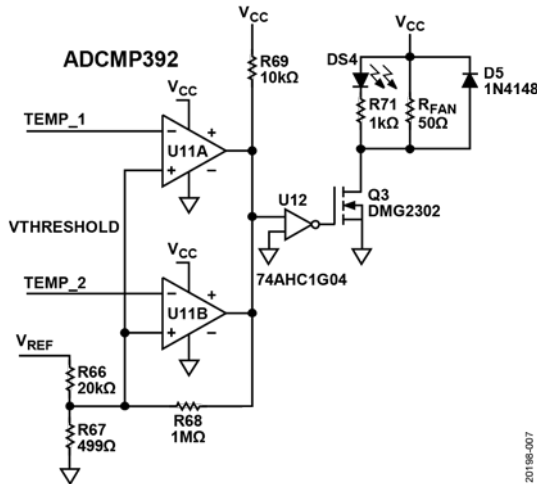 ADCMP392
VCC
R69
10kΩ
VCC
DS4
R71
1kΩ
RFAN
50Ω
D5
1N4148
VCC
TEMP_1
−
+
+
−
U11A
VTHRESHOLD
U12
74AHC1G04
Q3
DMG2302
VCC
TEMP_2
−
+
+
−
U11B
VREF
R66
20kΩ
R67
499Ω
R68
1MΩ
20198-007